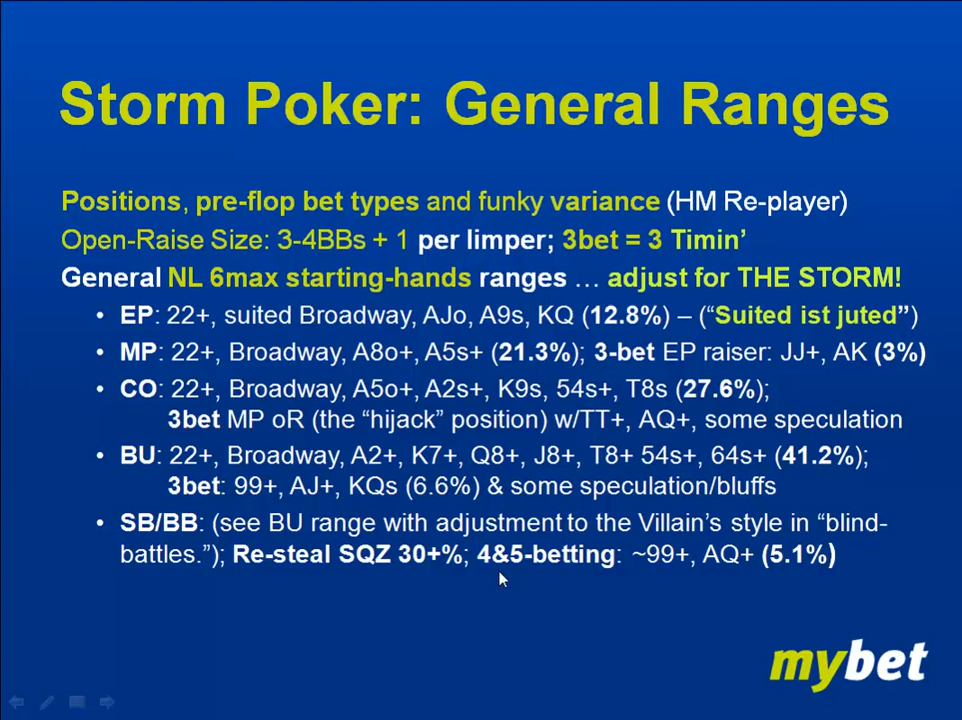 Storm Poker: General Ranges
Positions, pre-flop bet types and funky variance (HM Re-player)
Open-Raise Size: 3-4BBs + 1 per limper; 3bet = 3 Timin’
General NL 6max starting-hands ranges … adjust for THE STORM!
• EP: 22+, suited Broadway, AJo, A9s, KQ (12.8%) – (“Suited ist juted”)
• MP: 22+, Broadway, A8o+, A5s+ (21.3%); 3-bet EP raiser: JJ+, AK (3%)
• CO: 22+, Broadway, A5o+, A2s+, K9s, 54s+, T8s (27.6%);
3bet MP oR (the “hijack” position) w/TT+, AQ+, some speculation
• BU: 22+, Broadway, A2+, K7+, Q8+, J8+, T8+ 54s+, 64s+ (41.2%);
3bet: 99+, AJ+, KQs (6.6%) & some speculation/bluffs
• SB/BB: (see BU range with adjustment to the Villain’s style in “blind-
battles.”); Re-steal SQZ 30+%; 4&5-betting: ~99+, AQ+ (5.1%)
mybet